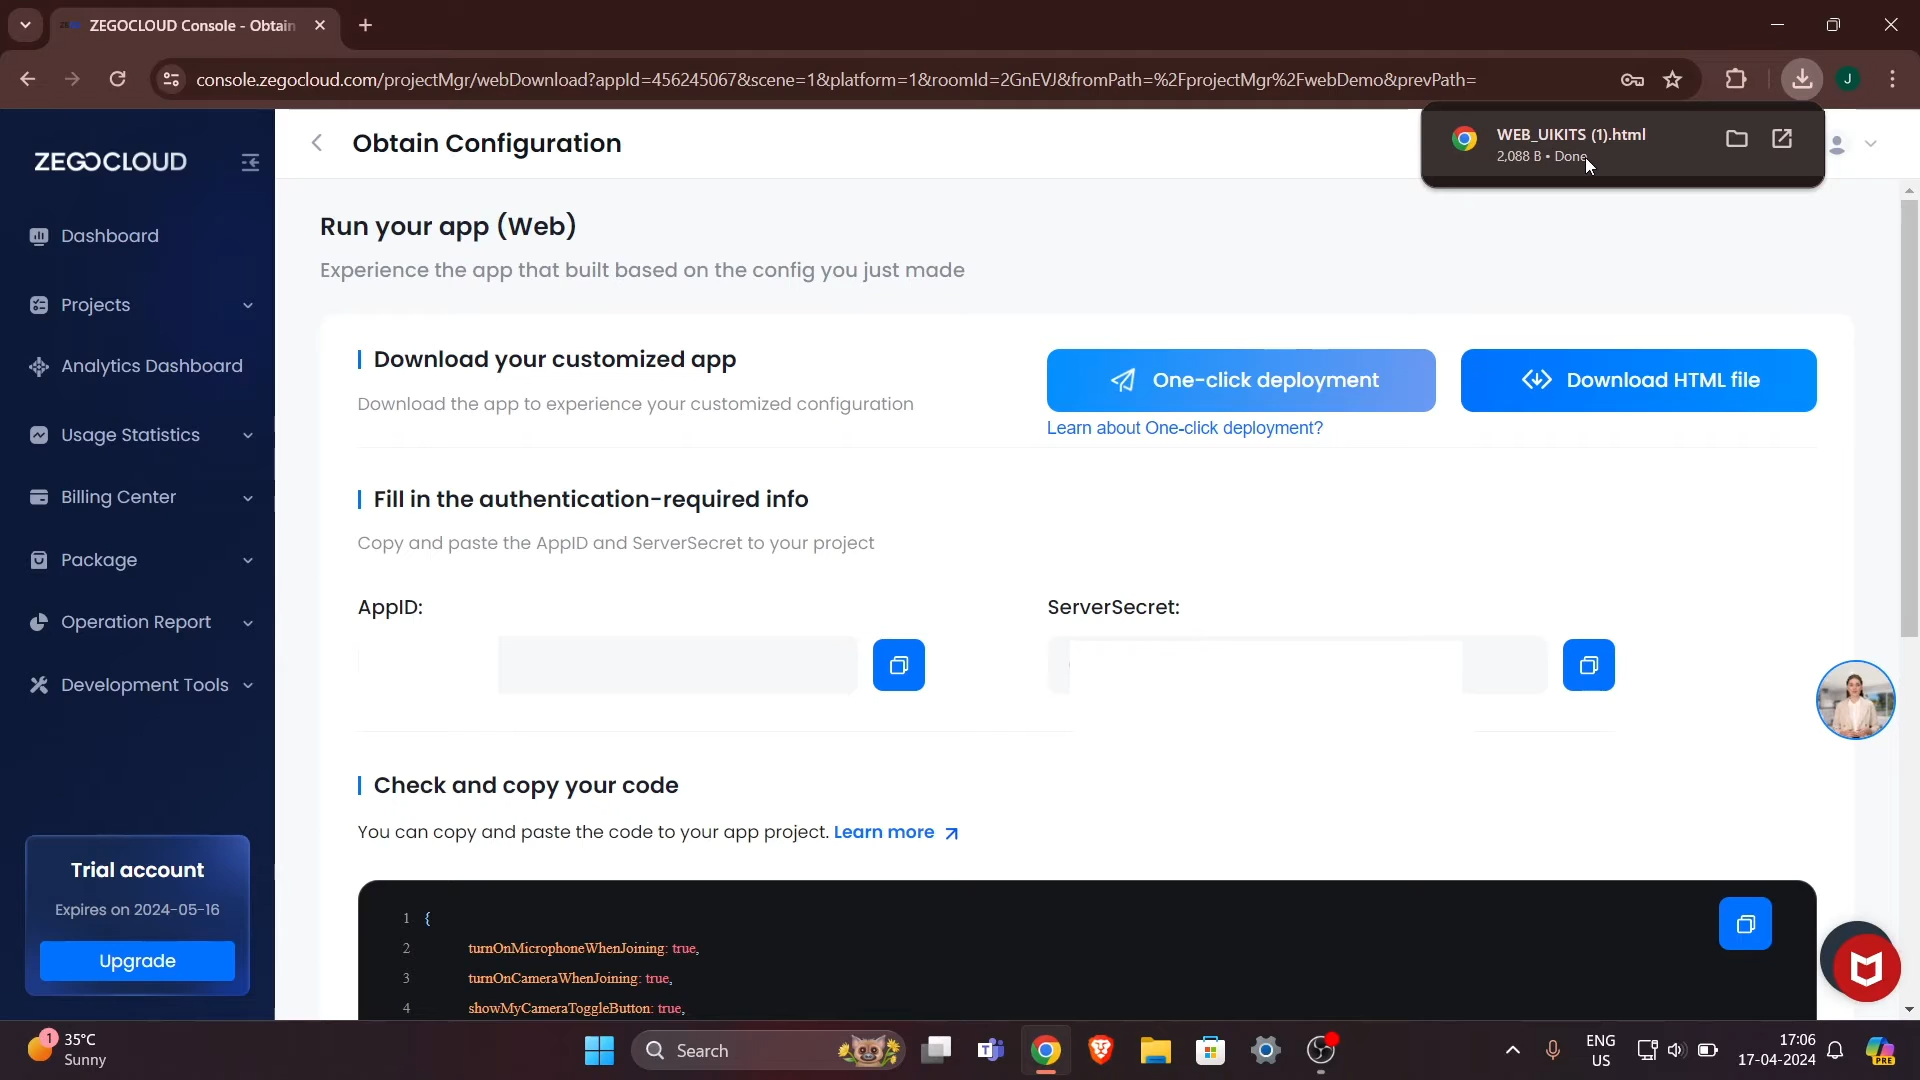 ZEGOCLOUD Console - Obtain
console.zegocloud.com/projectMgr/webDownload?appId=456245067&scene=1&platform=1&roomId=2GnEVJ&fromPath=%2FprojectMgr%2FwebDemo&prevPath=
J
WEB_UIKITS (1).html
2,088 B • Done
ZEGOCLOUD
Obtain Configuration
Dashboard
Projects
Analytics Dashboard
Usage Statistics
Billing Center
Package
Operation Report
Development Tools
Trial account
Expires on 2024-05-16
Upgrade
Run your app (Web)
Experience the app that built based on the config you just made
Download your customized app
Download the app to experience your customized configuration
One-click deployment
Download HTML file
Learn about One-click deployment?
Fill in the authentication-required info
Copy and paste the AppID and ServerSecret to your project
AppID:
ServerSecret:
Check and copy your code
You can copy and paste the code to your app project. Learn more
1 {
2 turnOnMicrophoneWhenJoining: true,
3 turnOnCameraWhenJoining: true,
4 showMyCameraToggleButton: true,
1
35°C
Sunny
Search
ENG
US
17:06
17-04-2024
PRE